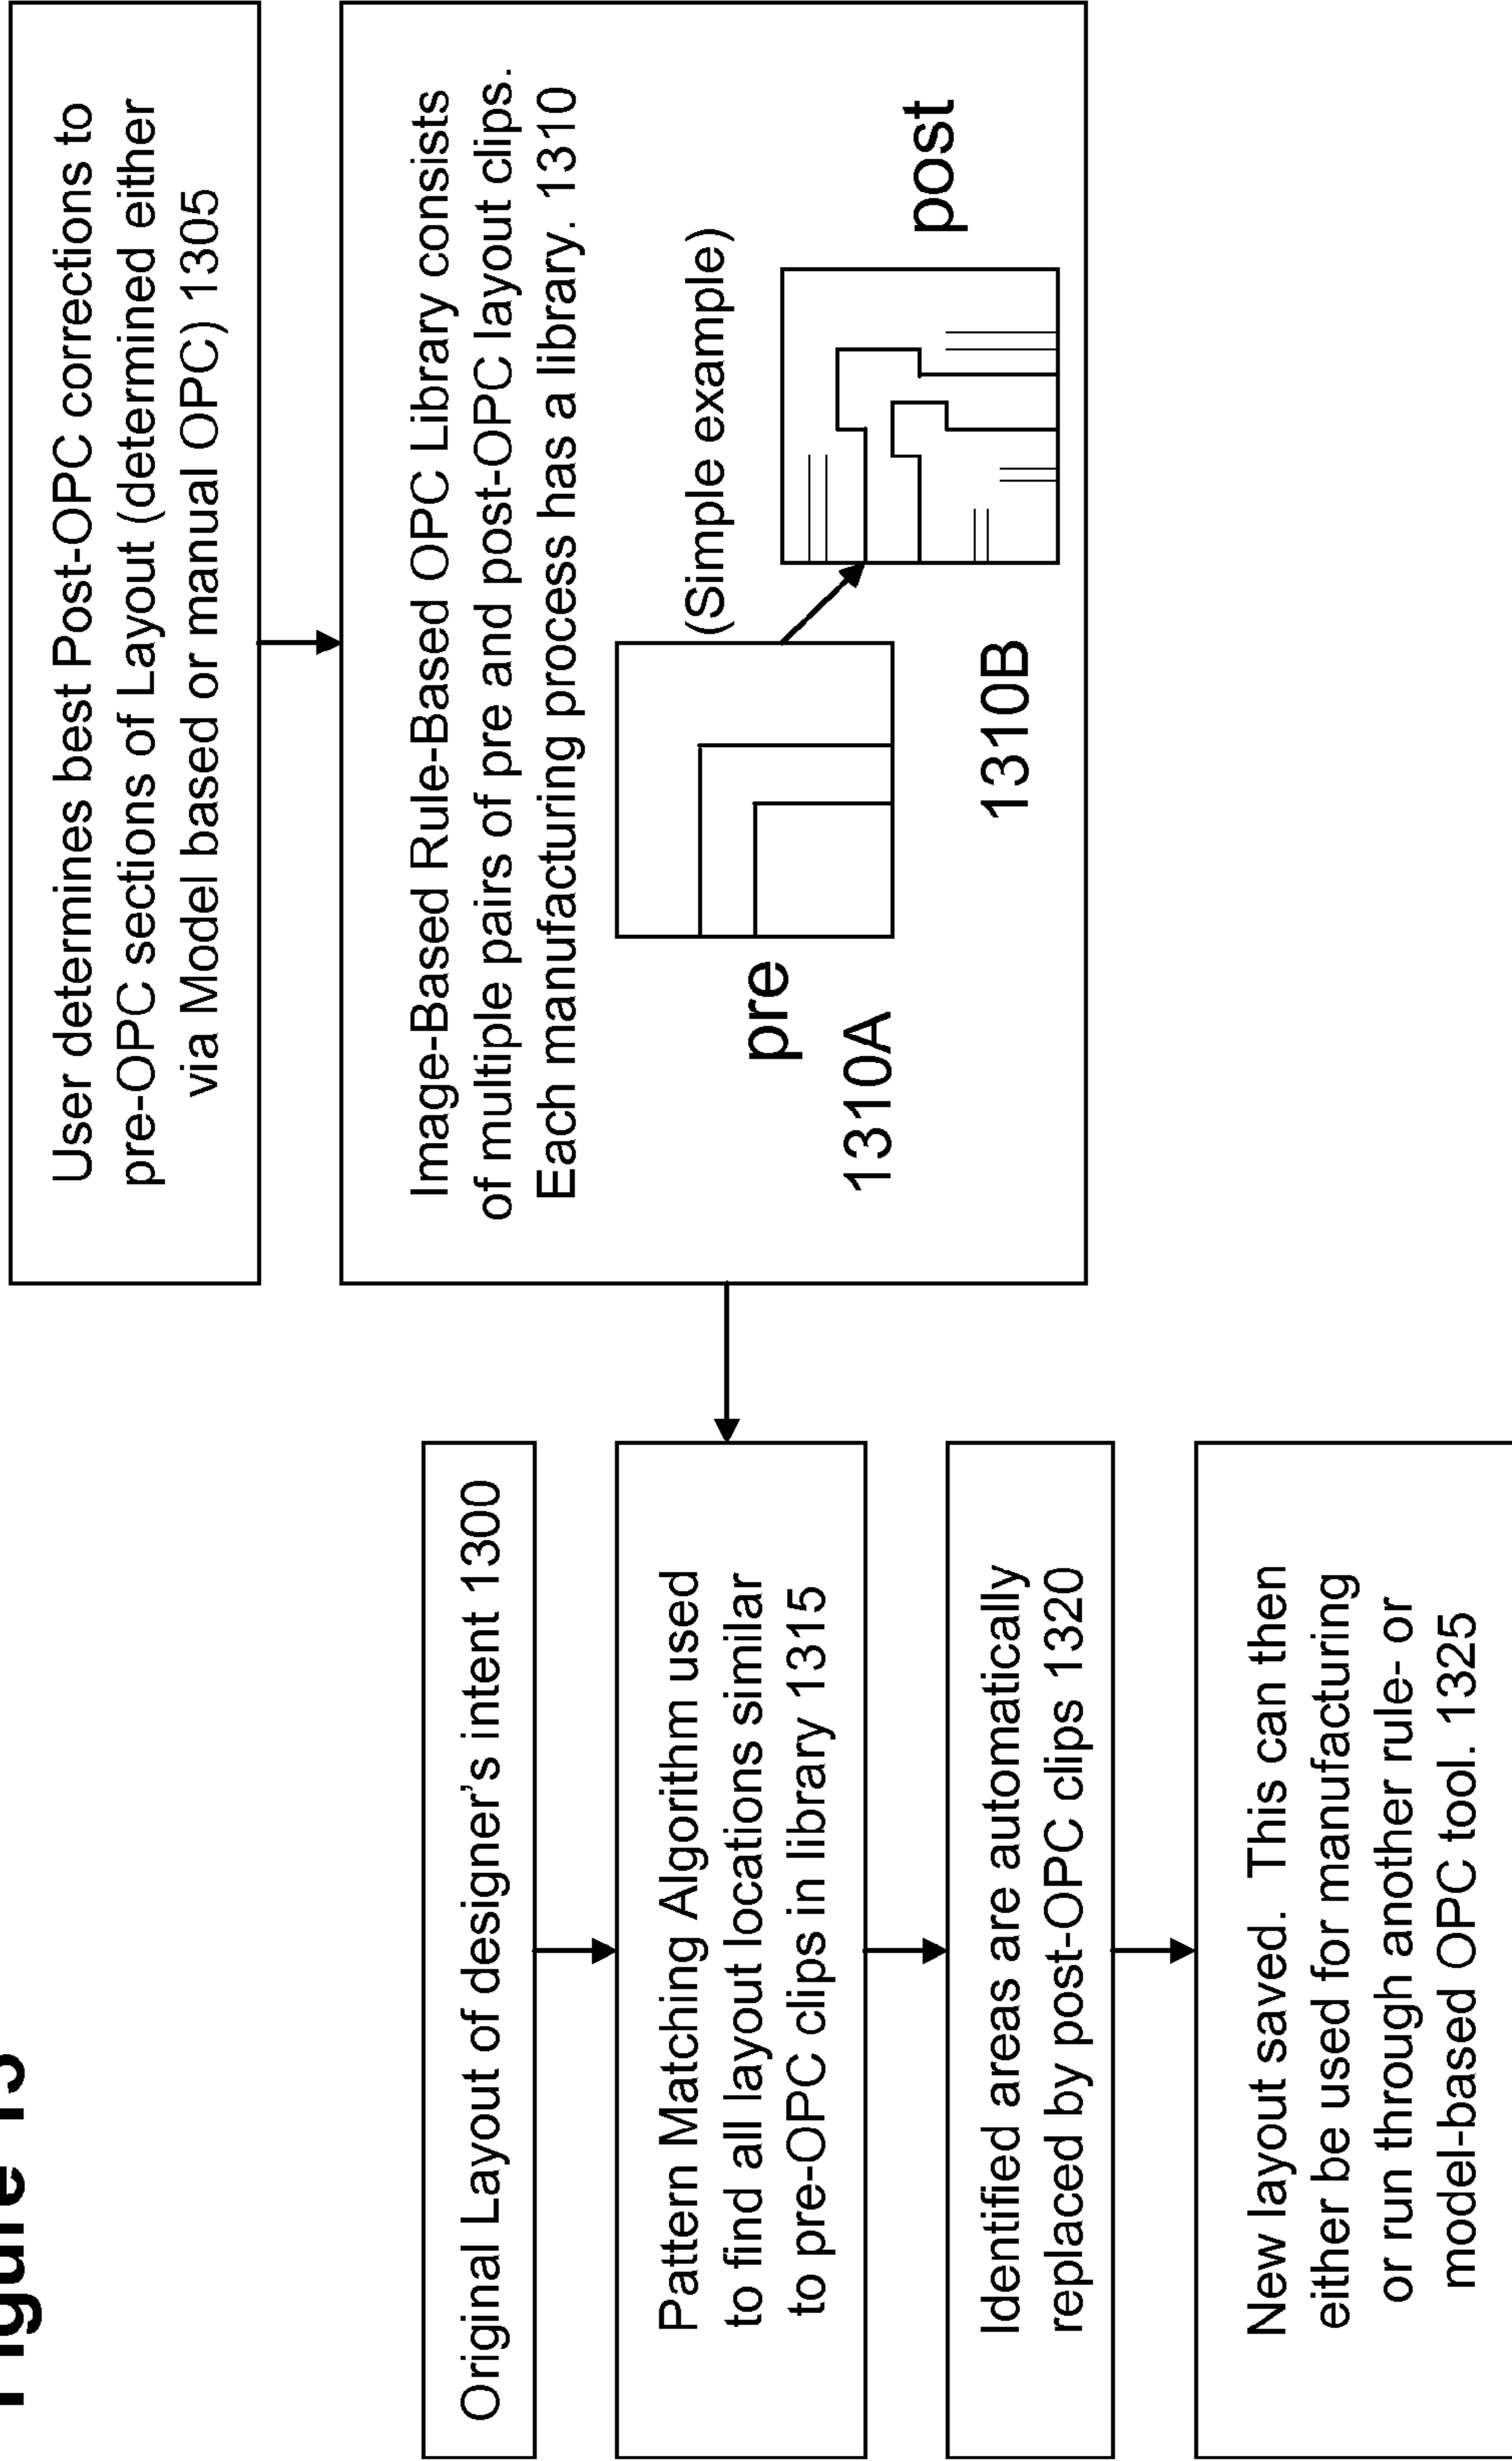 Figure 13
User determines best Post-OPC corrections to
pre-OPC sections of Layout (determined either
via Model based or manual OPC) 1305
Image-Based Rule-Based OPC Library consists
of multiple pairs of pre and post-OPC layout clips.
Each manufacturing process has a library. 1310
(Simple example)
pre
1310A
post
1310B
Original Layout of designer's intent 1300
Pattern Matching Algorithm used
to find all layout locations similar
to pre-OPC clips in library 1315
Identified areas are automatically
replaced by post-OPC clips 1320
New layout saved. This can then
either be used for manufacturing
or run through another rule- or
model-based OPC tool. 1325